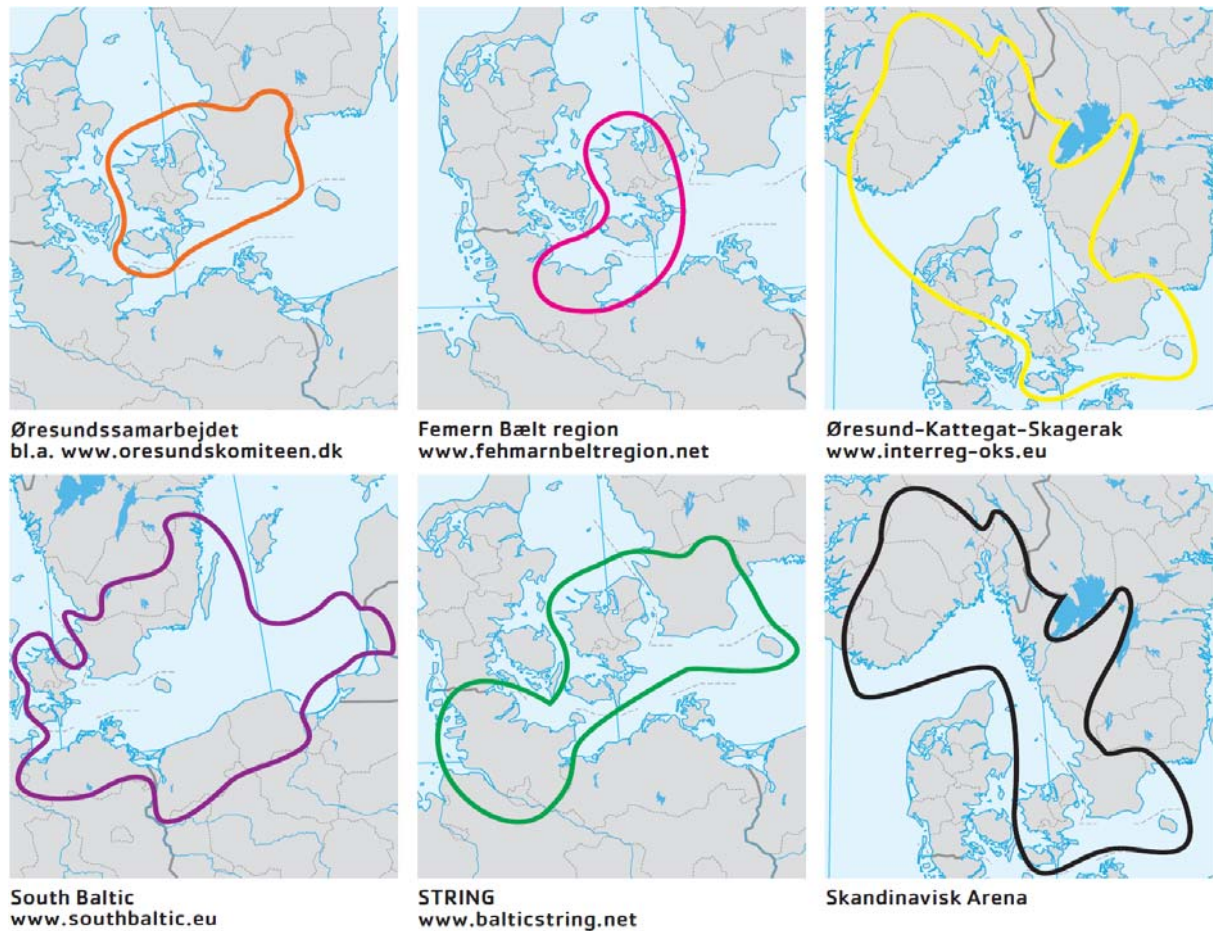 Øresundssamarbejdet
bl.a. www.oresundskomiteen.dk
Femern Bælt region
www.fehmarnbeltregion.net
Øresund-Kattegat-Skagerak
www.interreg-oks.eu
South Baltic
www.southbaltic.eu
STRING
www.balticstring.net
Skandinavisk Arena